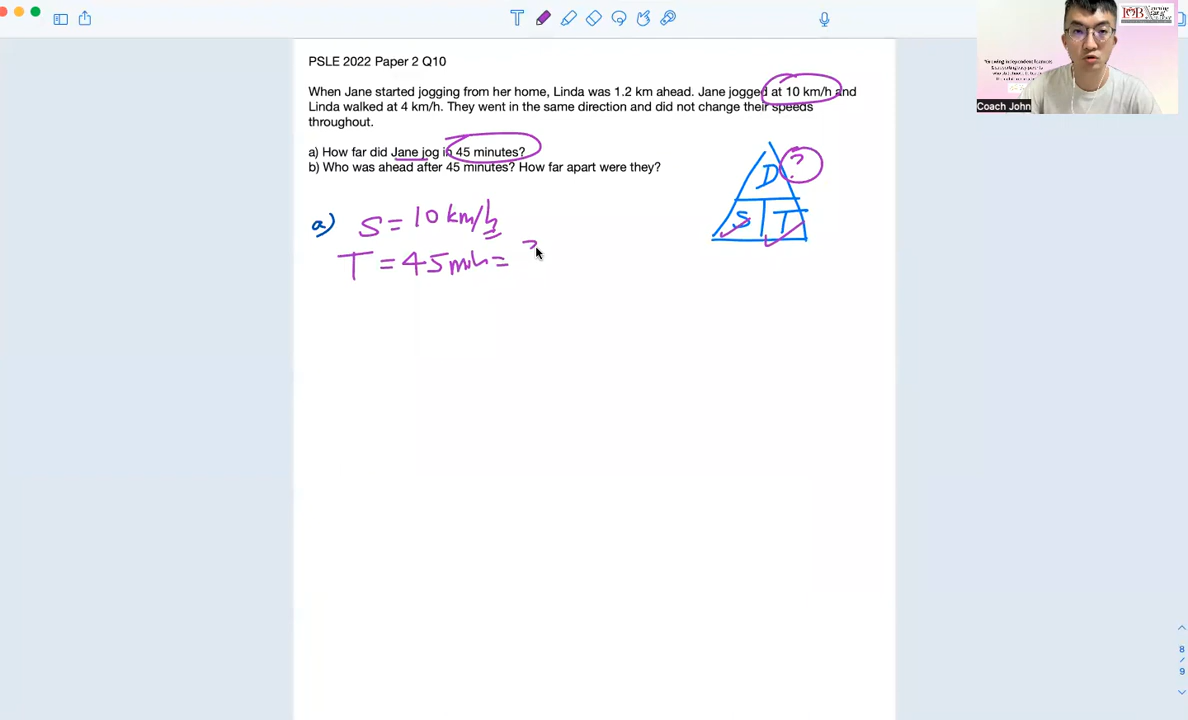 T
PSLE 2022 Paper 2 Q10
When Jane started jogging from her home, Linda was 1.2 km ahead. Jane jogged at 10 km/h and
Linda walked at 4 km/h. They went in the same direction and did not change their speeds
throughout.
a) How far did Jane jog in 45 minutes?
b) Who was ahead after 45 minutes? How far apart were they?
D ?
S T
a) S = 10 km/h
T = 45 min =
Coach John
8
/
9